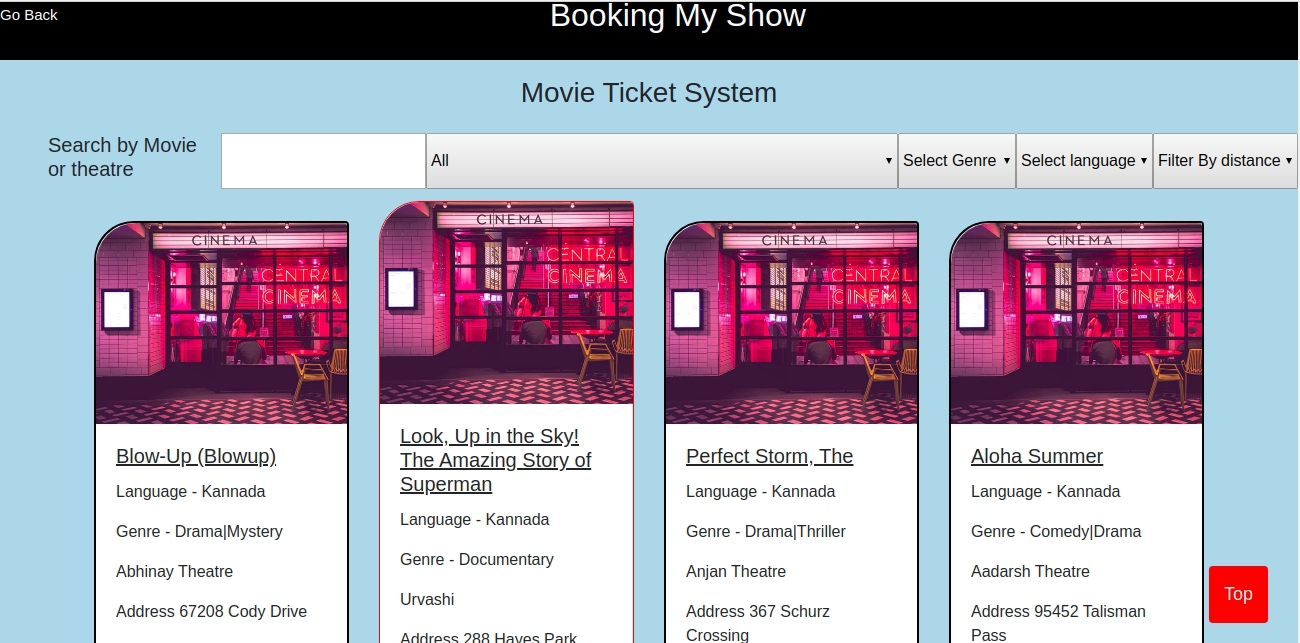 Go Back
Booking My Show
Movie Ticket System
Search by Movie
or theatre
All
Select Genre
Select language
Filter By distance
CINEMA
CENTRAL
CINEMA
CINEMA
CENTRAL
CINEMA
CINEMA
CENTRAL
CINEMA
CINEMA
CENTRAL
CINEMA
Blow-Up (Blowup)
Language - Kannada
Genre - Drama|Mystery
Abhinay Theatre
Address 67208 Cody Drive
Look, Up in the Sky!
The Amazing Story of
Superman
Language - Kannada
Genre - Documentary
Urvashi
Address 288 Hayes Park
Perfect Storm, The
Language - Kannada
Genre - Drama|Thriller
Anjan Theatre
Address 367 Schurz
Crossing
Aloha Summer
Language - Kannada
Genre - Comedy|Drama
Aadarsh Theatre
Address 95452 Talisman
Pass
Top